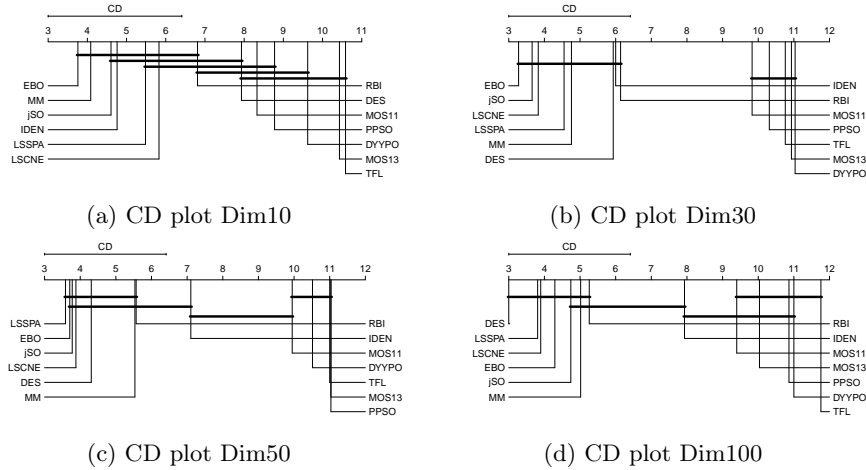 CD
3 4 5 6 7 8 9 10 11
EBO
MM
jSO
IDEN
LSSPA
LSCNE
RBI
DES
MOS11
PPSO
DYYPO
MOS13
TFL
(a) CD plot Dim10
CD
3 4 5 6 7 8 9 10 11 12
EBO
jSO
LSCNE
LSSPA
MM
DES
IDEN
RBI
MOS11
PPSO
TFL
MOS13
DYYPO
(b) CD plot Dim30
CD
3 4 5 6 7 8 9 10 11 12
LSSPA
EBO
jSO
LSCNE
DES
MM
RBI
IDEN
MOS11
DYYPO
TFL
MOS13
PPSO
(c) CD plot Dim50
CD
3 4 5 6 7 8 9 10 11 12
DES
LSSPA
LSCNE
EBO
jSO
MM
RBI
IDEN
MOS11
MOS13
PPSO
DYYPO
TFL
(d) CD plot Dim100